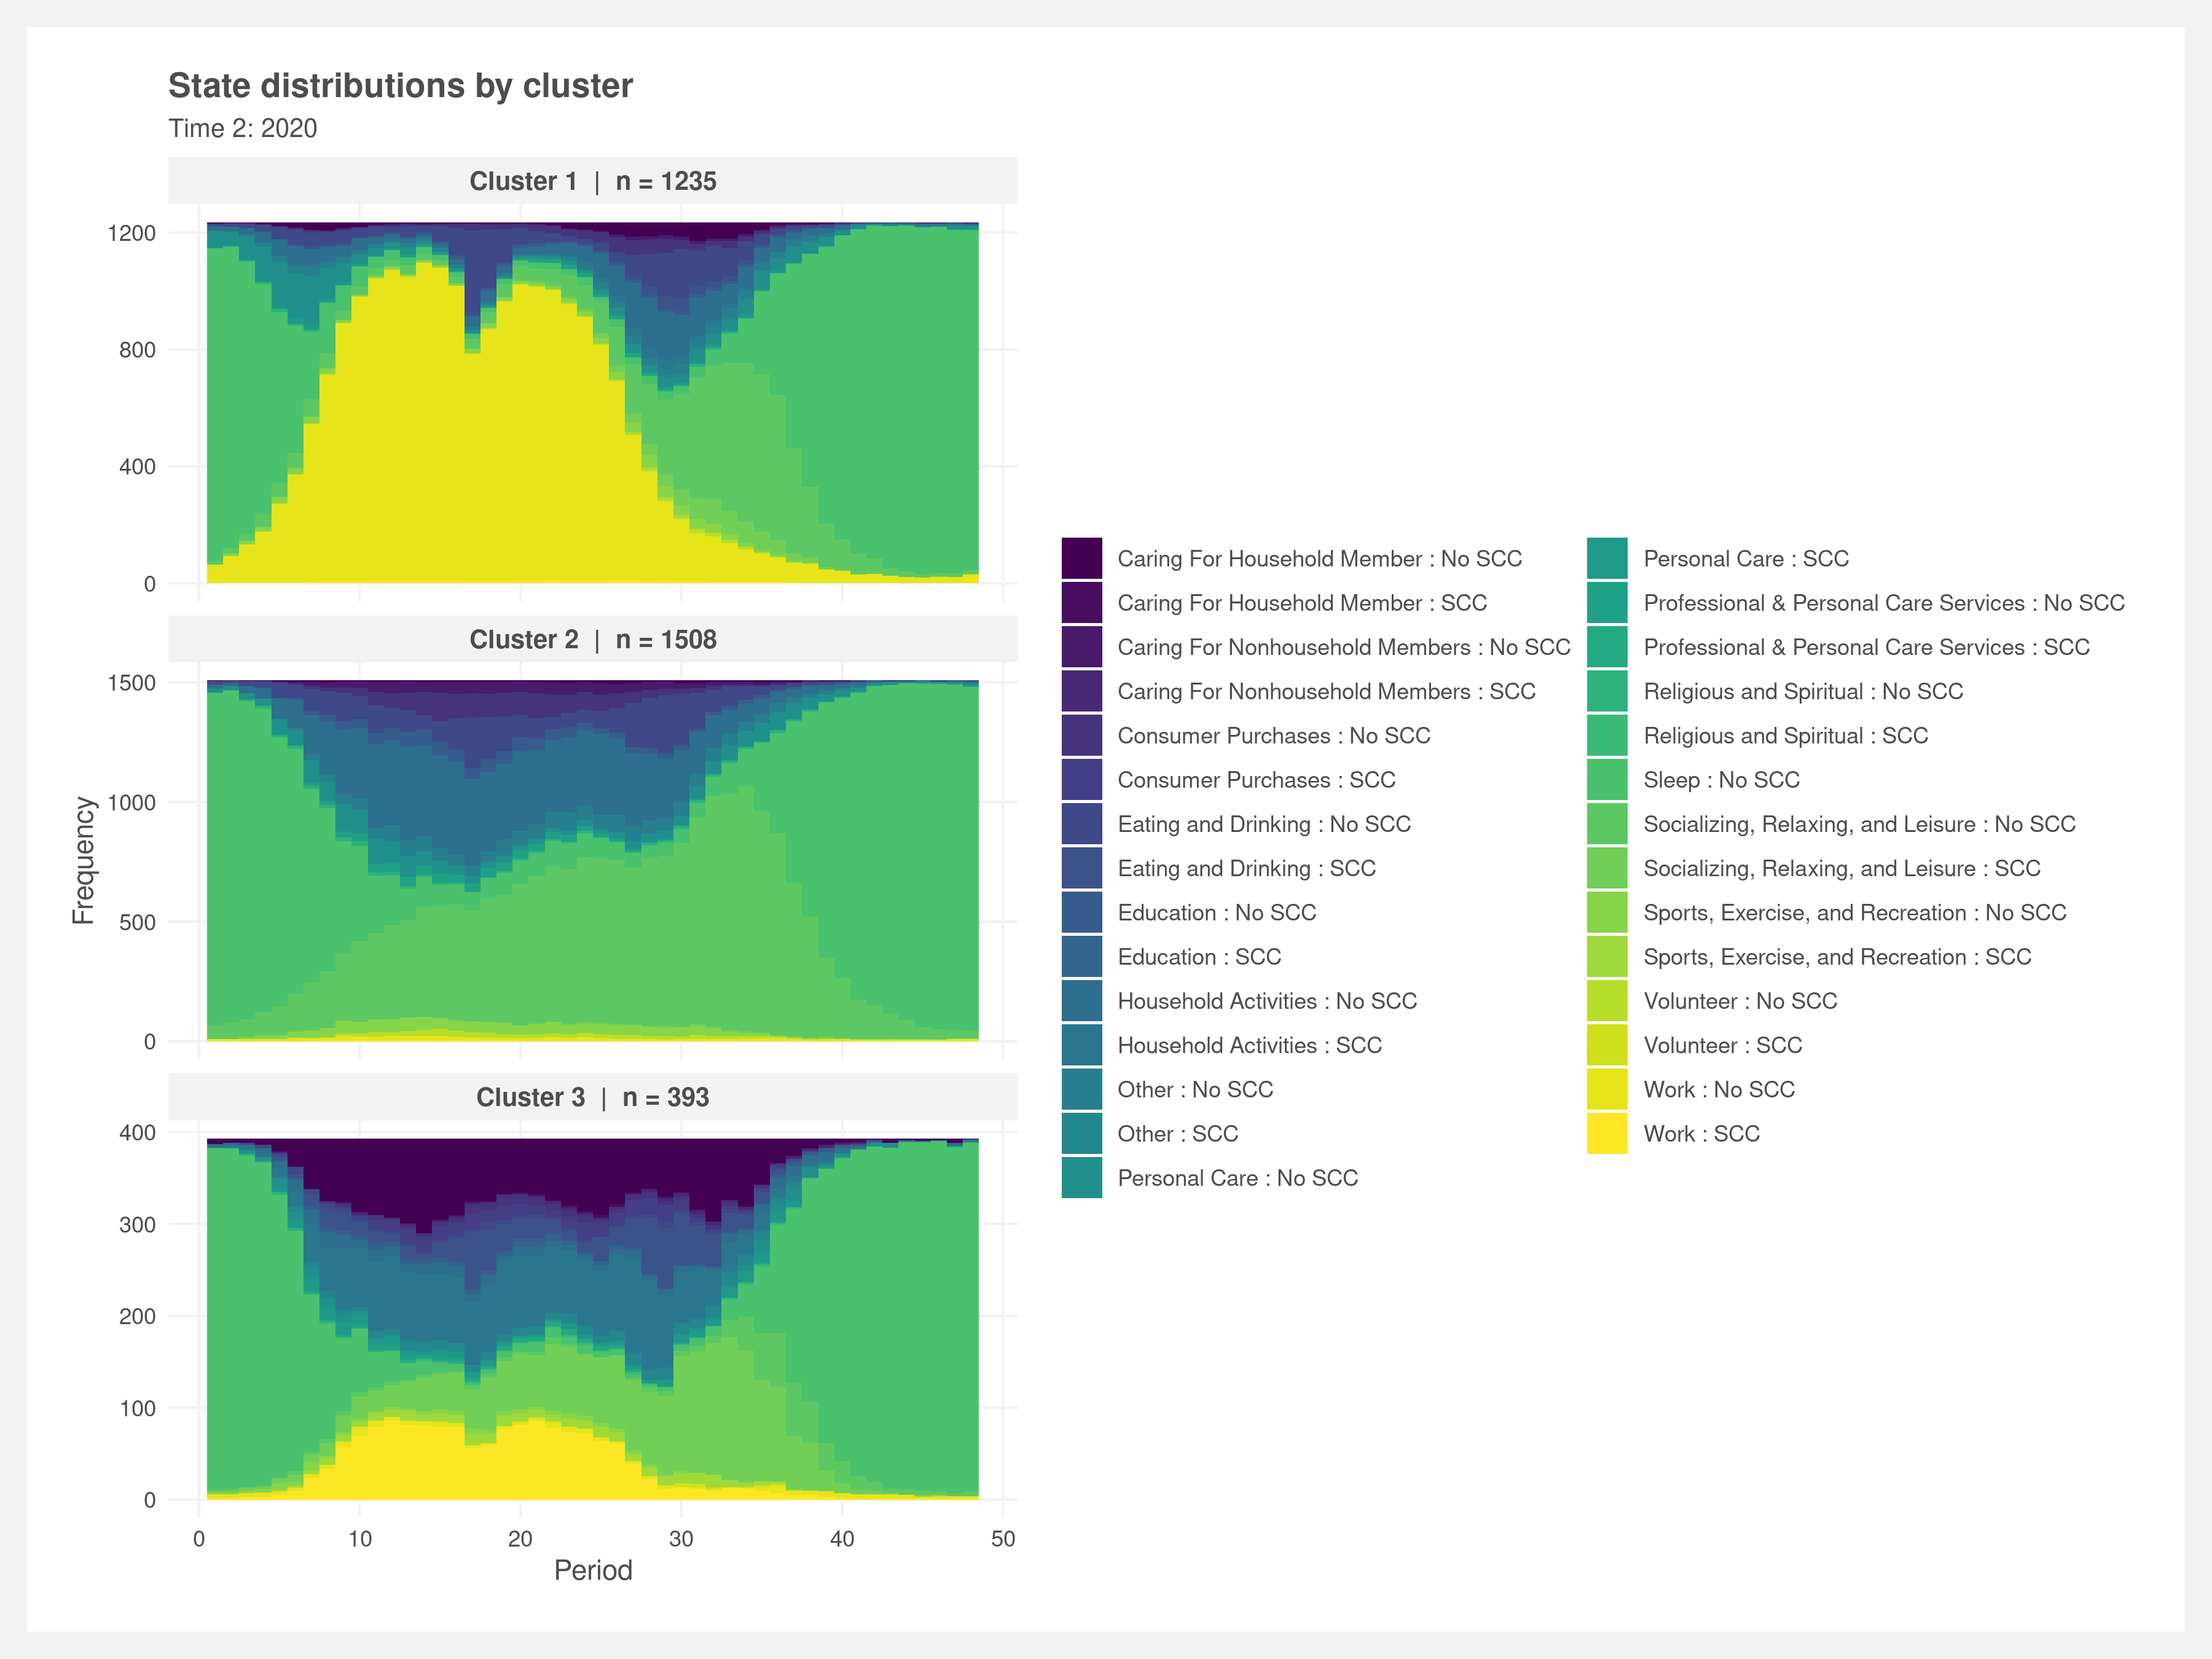 State distributions by cluster
Time 2: 2020
Cluster 1 | n = 1235
1200
800
400
0
Cluster 2 | n = 1508
1500
1000
500
0
Cluster 3 | n = 393
400
300
200
100
0
0 10 20 30 40 50
Period
Frequency
Caring For Household Member : No SCC
Caring For Household Member : SCC
Caring For Nonhousehold Members : No SCC
Caring For Nonhousehold Members : SCC
Consumer Purchases : No SCC
Consumer Purchases : SCC
Eating and Drinking : No SCC
Eating and Drinking : SCC
Education : No SCC
Education : SCC
Household Activities : No SCC
Household Activities : SCC
Other : No SCC
Other : SCC
Personal Care : No SCC
Personal Care : SCC
Professional & Personal Care Services : No SCC
Professional & Personal Care Services : SCC
Religious and Spiritual : No SCC
Religious and Spiritual : SCC
Sleep : No SCC
Socializing, Relaxing, and Leisure : No SCC
Socializing, Relaxing, and Leisure : SCC
Sports, Exercise, and Recreation : No SCC
Sports, Exercise, and Recreation : SCC
Volunteer : No SCC
Volunteer : SCC
Work : No SCC
Work : SCC